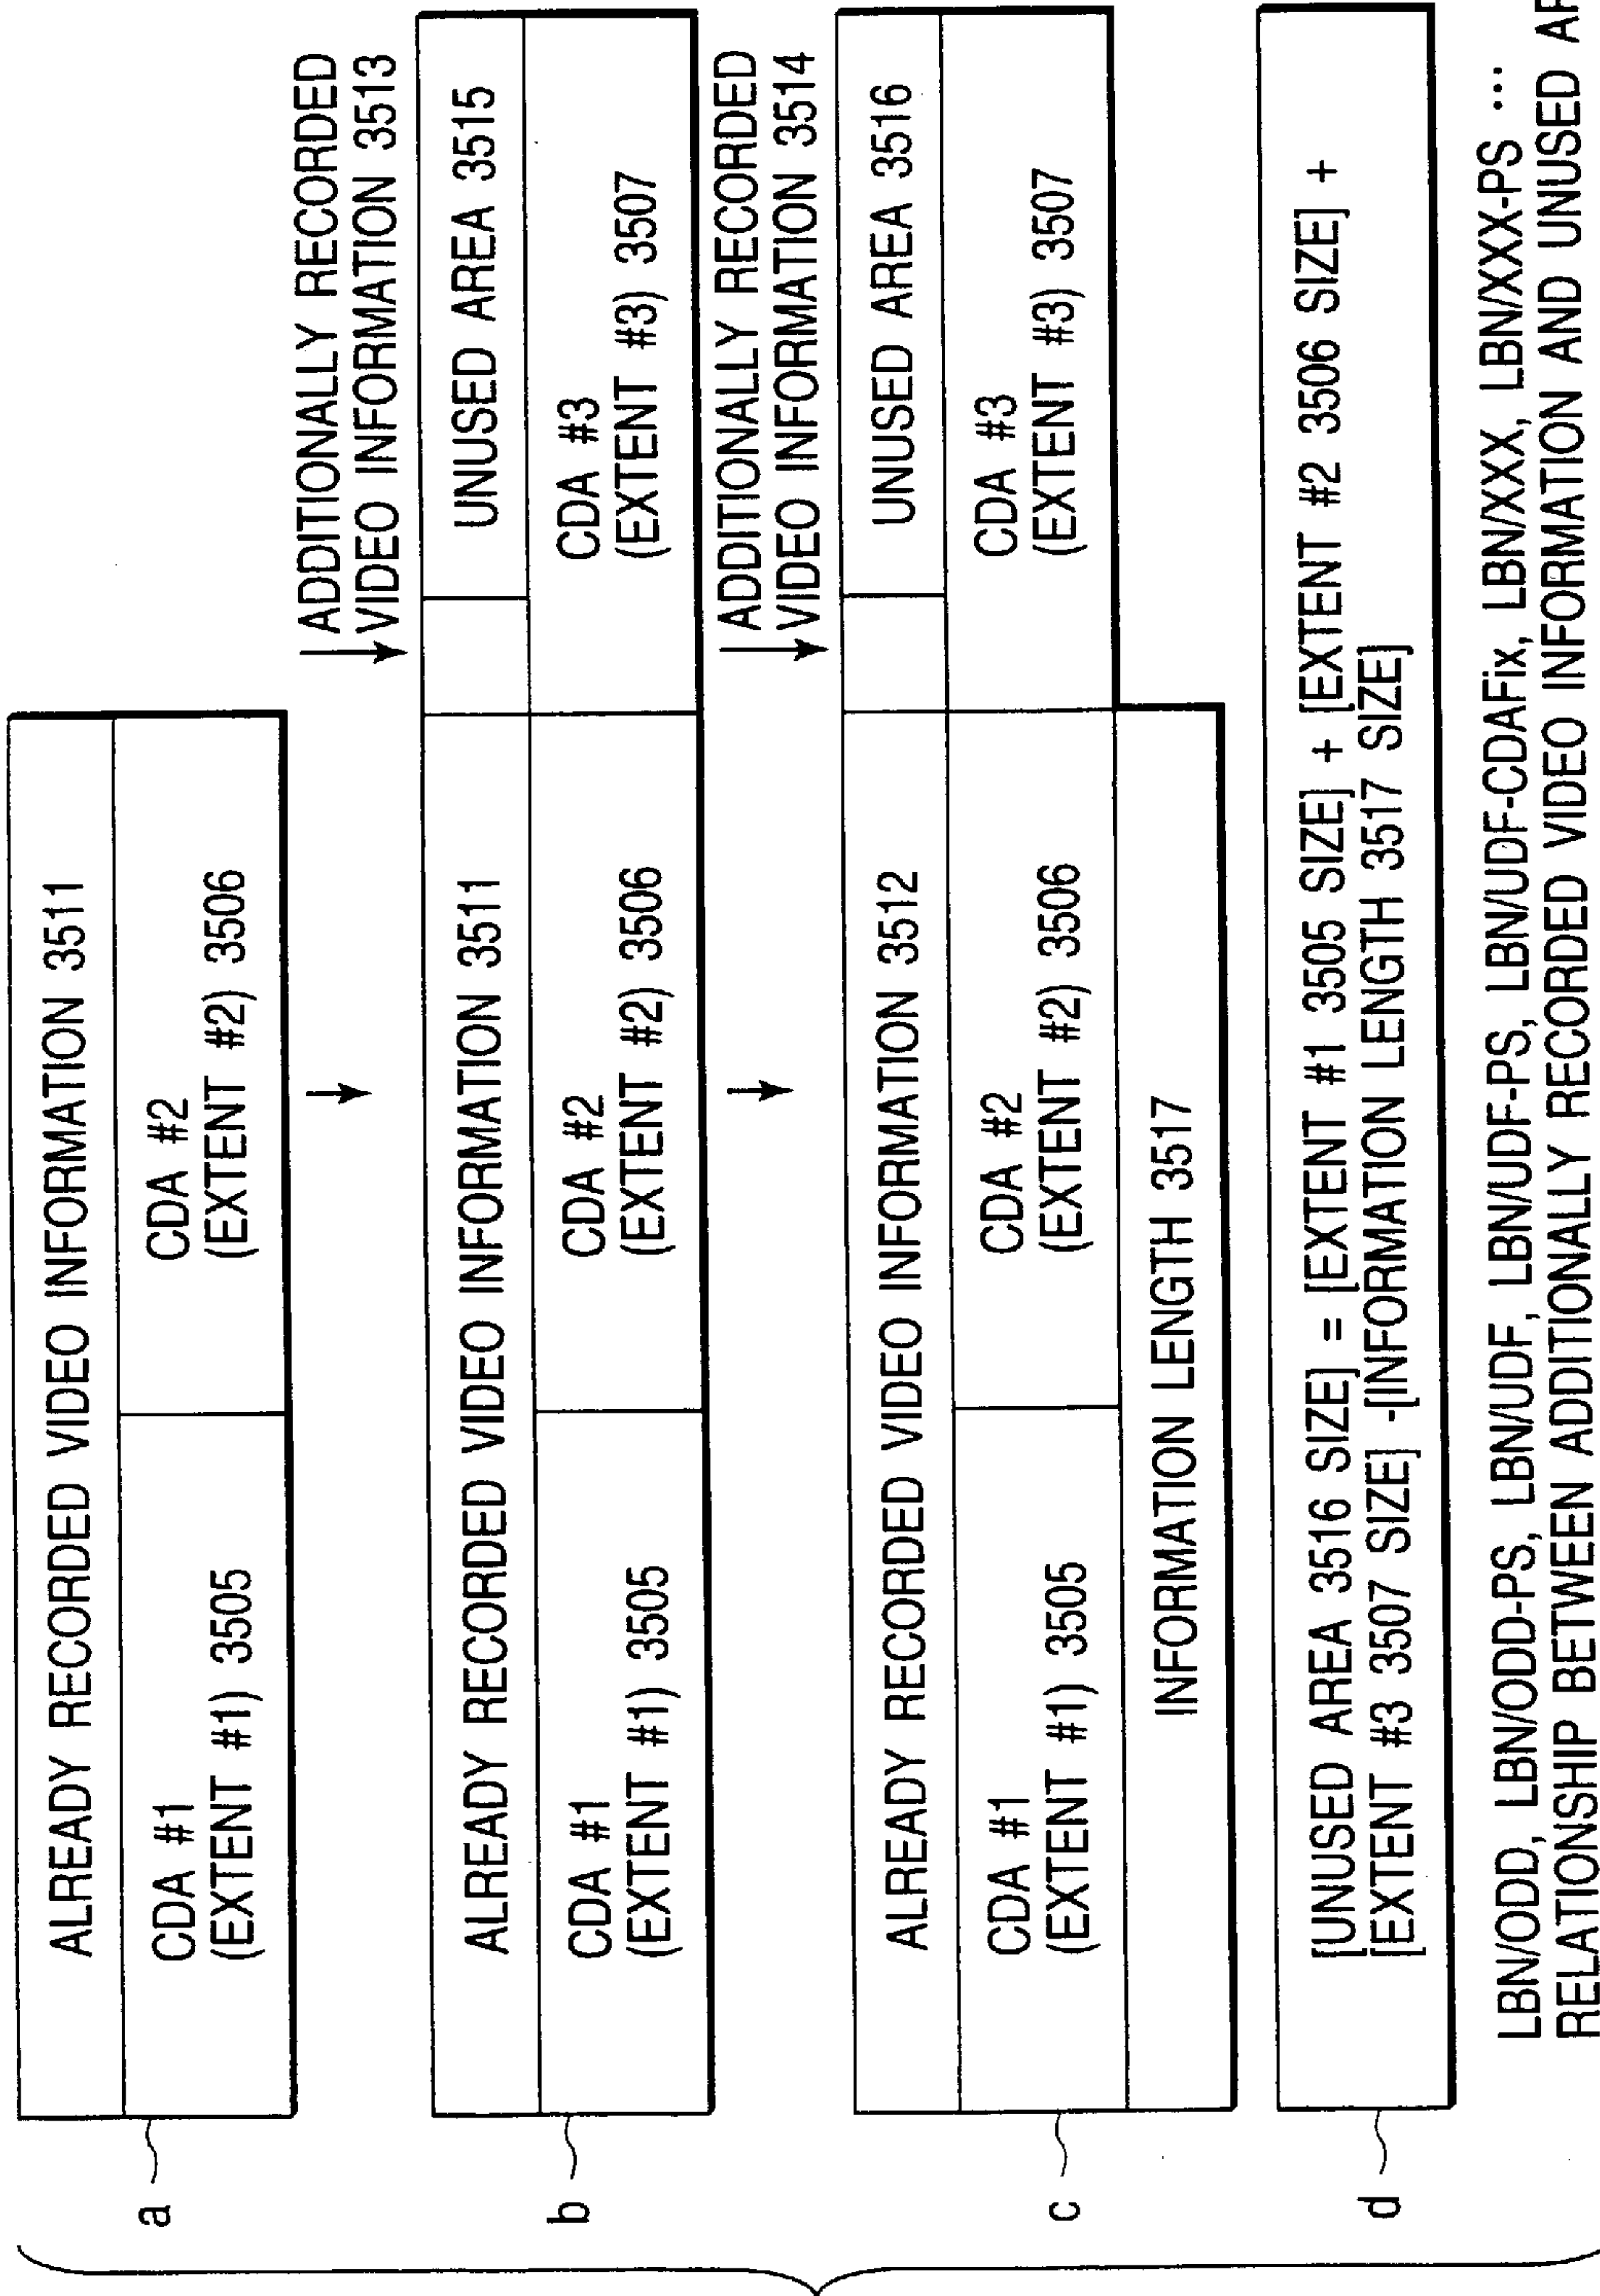 ALREADY RECORDED VIDEO INFORMATION 3511
CDA #1
(EXTENT #1) 3505
CDA #2
(EXTENT #2) 3506
a
ADDITIONALLY RECORDED
VIDEO INFORMATION 3513
ALREADY RECORDED VIDEO INFORMATION 3511
UNUSED AREA 3515
CDA #1
(EXTENT #1) 3505
CDA #2
(EXTENT #2) 3506
CDA #3
(EXTENT #3) 3507
b
ADDITIONALLY RECORDED
VIDEO INFORMATION 3514
ALREADY RECORDED VIDEO INFORMATION 3512
UNUSED AREA 3516
CDA #1
(EXTENT #1) 3505
CDA #2
(EXTENT #2) 3506
CDA #3
(EXTENT #3) 3507
INFORMATION LENGTH 3517
c
[UNUSED AREA 3516 SIZE] = [EXTENT #1 3505 SIZE] + [EXTENT #2 3506 SIZE] +
[EXTENT #3 3507 SIZE] -[INFORMATION LENGTH 3517 SIZE]
d
LBN/ODD, LBN/ODD-PS, LBN/UDF, LBN/UDF-PS, LBN/UDF-CDAFix, LBN/XXX, LBN/XXX-PS ...
RELATIONSHIP BETWEEN ADDITIONALLY RECORDED VIDEO INFORMATION AND UNUSED